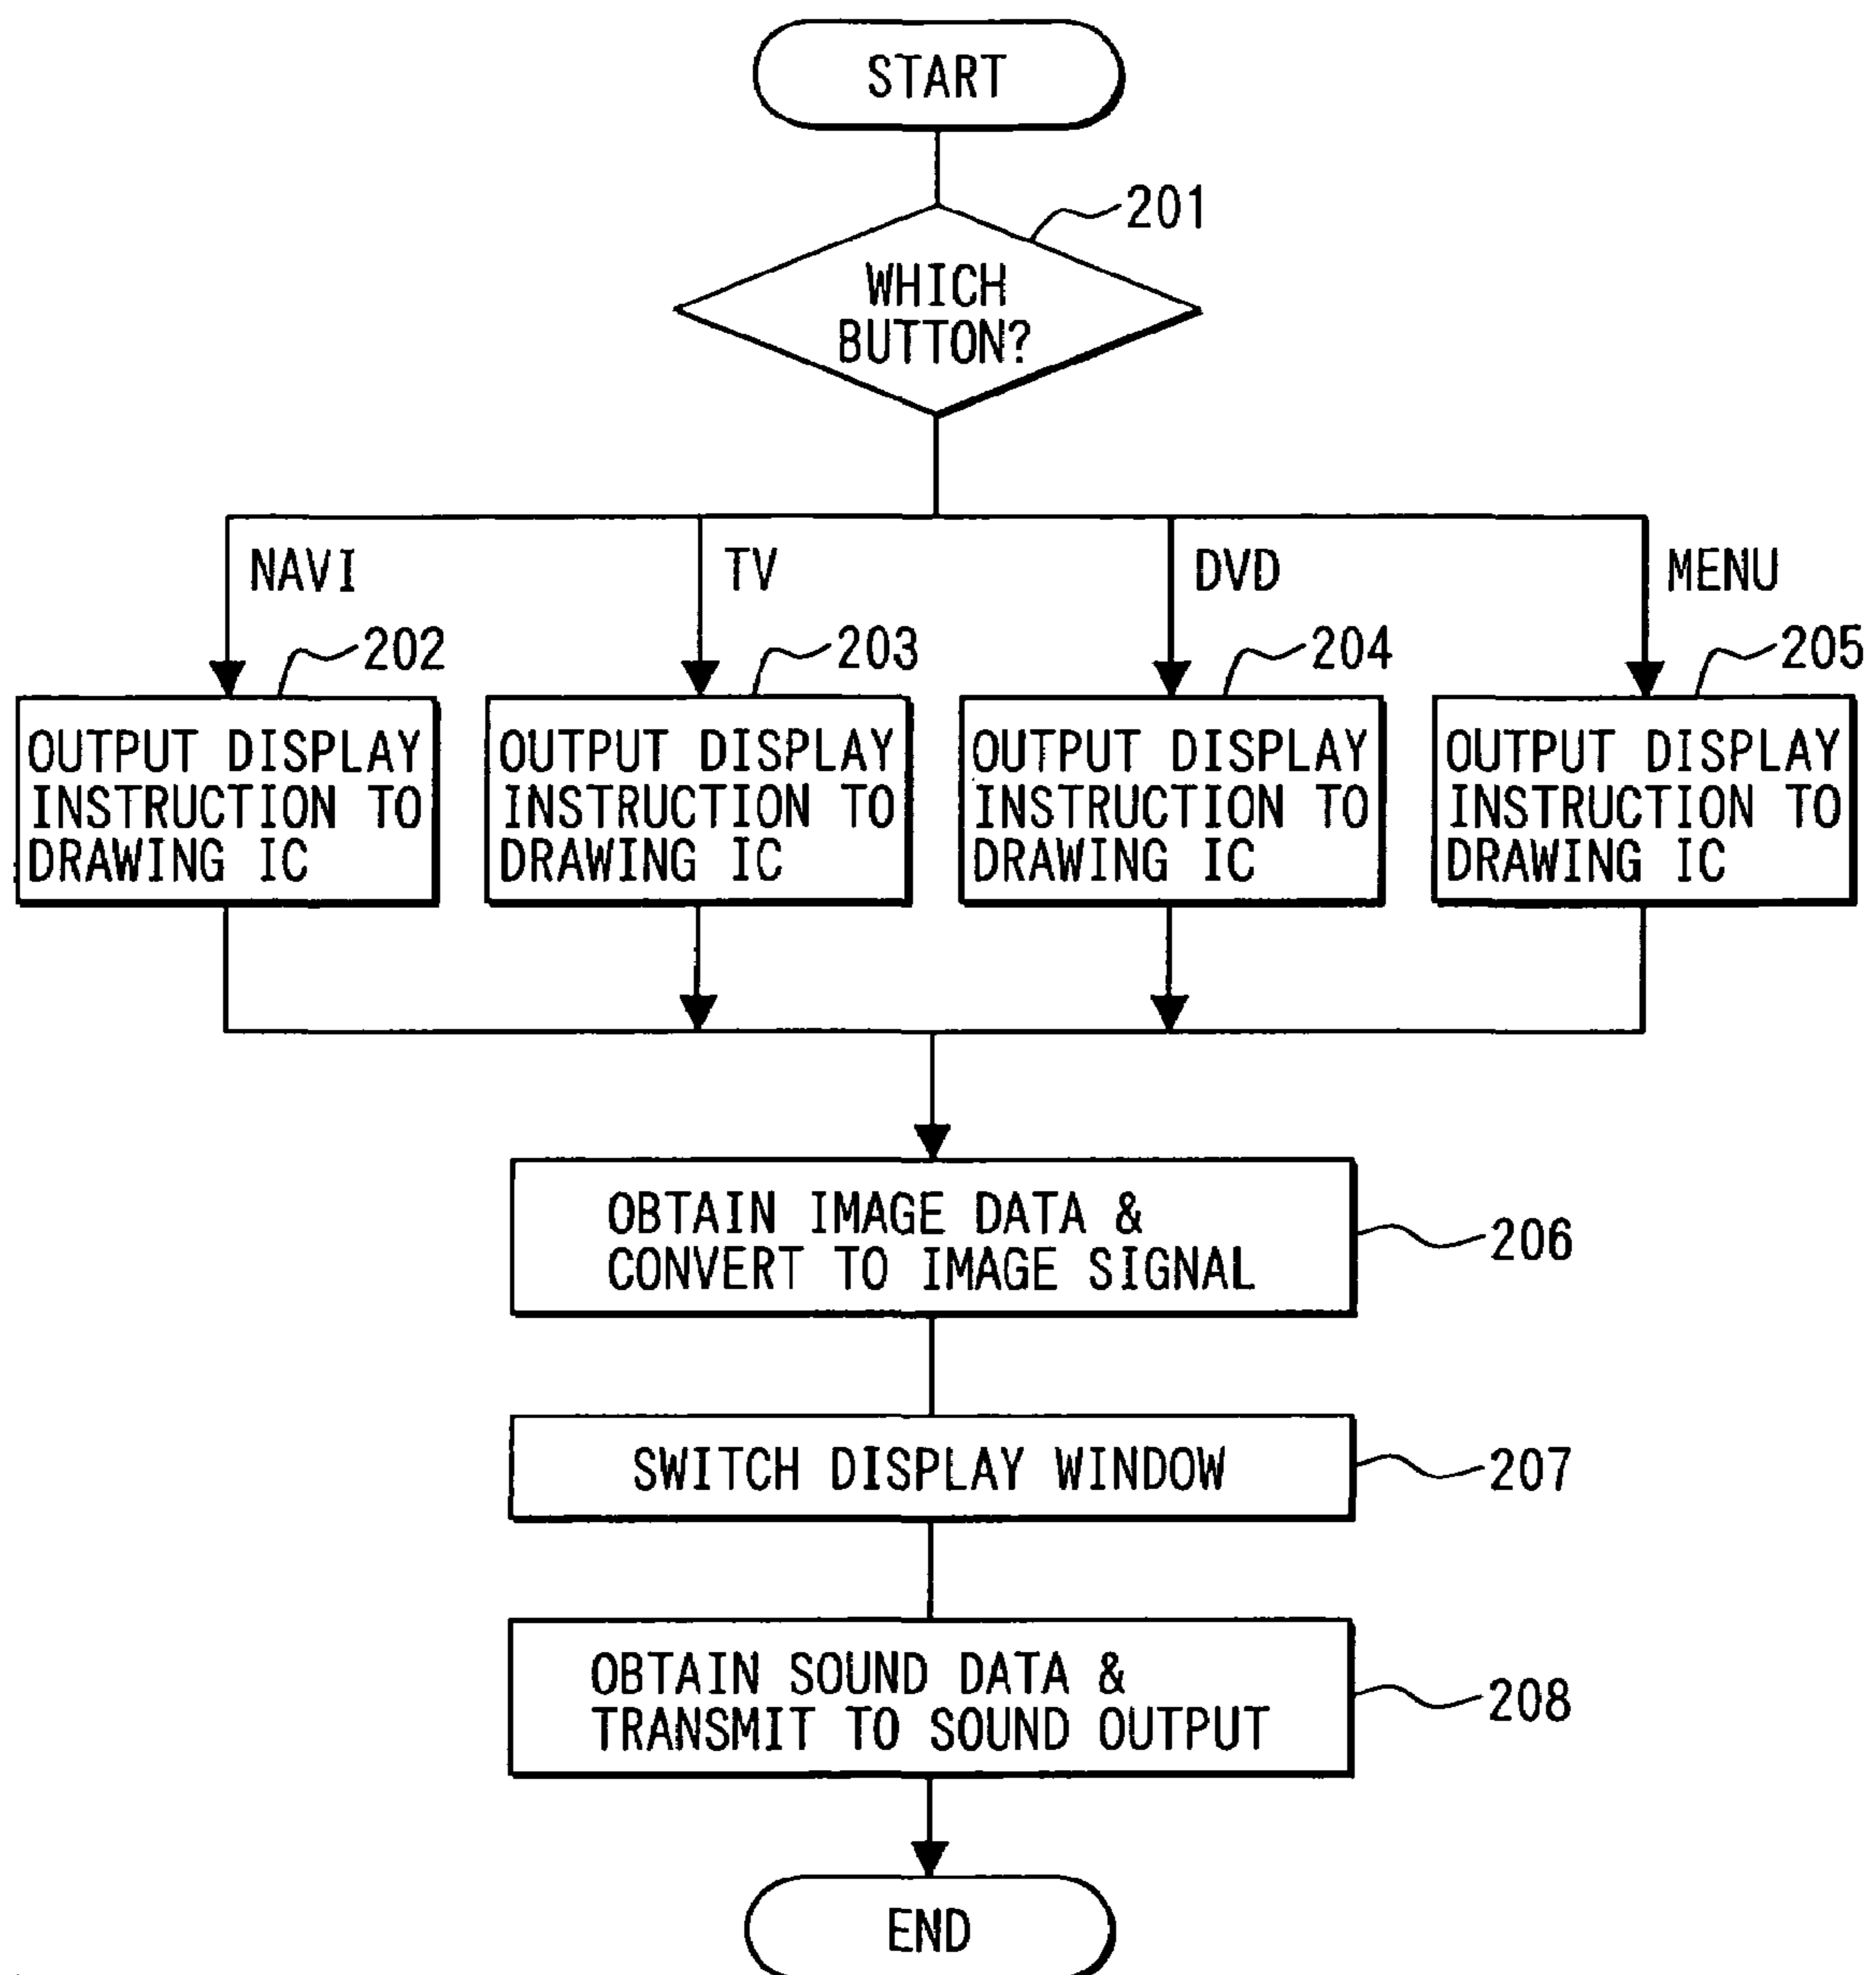 START
201
WHICH
BUTTON?
NAVI
TV
DVD
MENU
202
203
204
205
OUTPUT DISPLAY
INSTRUCTION TO
DRAWING IC
OUTPUT DISPLAY
INSTRUCTION TO
DRAWING IC
OUTPUT DISPLAY
INSTRUCTION TO
DRAWING IC
OUTPUT DISPLAY
INSTRUCTION TO
DRAWING IC
OBTAIN IMAGE DATA &
CONVERT TO IMAGE SIGNAL
206
SWITCH DISPLAY WINDOW
207
OBTAIN SOUND DATA &
TRANSMIT TO SOUND OUTPUT
208
END